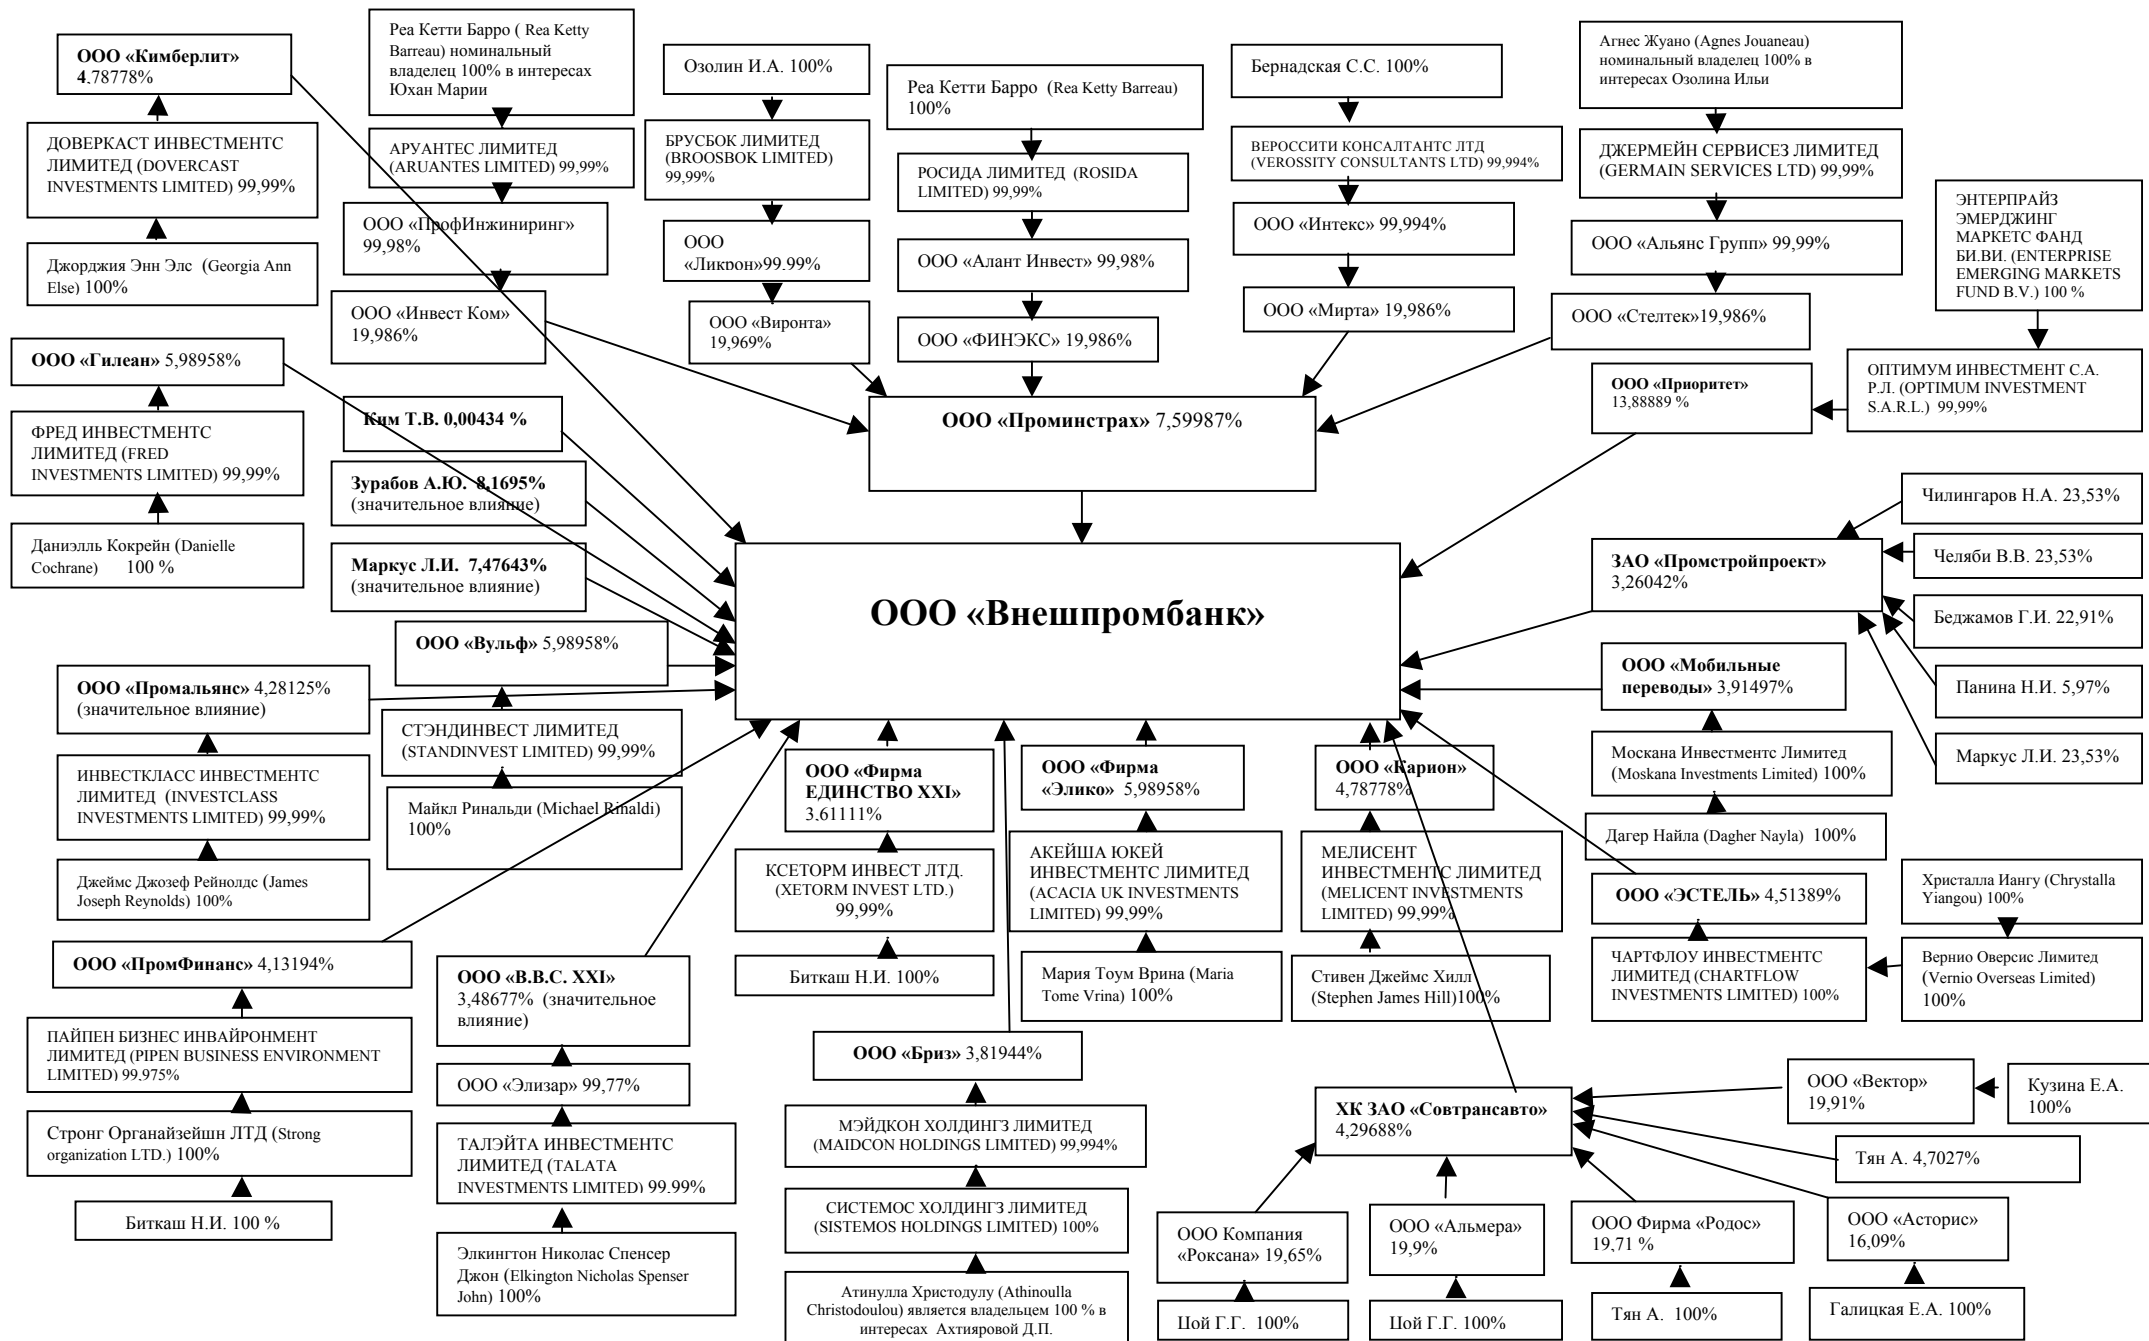 ООО «Кимберлит»
4,78778%
ДОВЕРКАСТ ИНВЕСТМЕНТС
ЛИМИТЕД (DOVERCAST
INVESTMENTS LIMITED) 99,99%
Джорджия Энн Элс (Georgia Ann
Else) 100%
Реа Кетти Барро ( Rea Ketty
Barreau) номинальный
владелец 100% в интересах
Юхан Марии
АРУАНТЕС ЛИМИТЕД
(ARUANTES LIMITED) 99,99%
ООО «ПрофИнжиниринг»
99,98%
ООО «Инвест Ком»
19,986%
Озолин И.А. 100%
БРУСБОК ЛИМИТЕД
(BROOSBOK LIMITED)
99,99%
ООО
«Ликрон»99.99%
ООО «Виронта»
19,969%
Реа Кетти Барро (Rea Ketty Barreau)
100%
РОСИДА ЛИМИТЕД (ROSIDA
LIMITED) 99,99%
ООО «Алант Инвест» 99,98%
ООО «ФИНЭКС» 19,986%
Бернадская С.С. 100%
ВЕРОССИТИ КОНСАЛТАНТС ЛТД
(VEROSSITY CONSULTANTS LTD) 99,994%
ООО «Интекс» 99,994%
ООО «Мирта» 19,986%
Агнес Жуано (Agnes Jouaneau)
номинальный владелец 100% в
интересах Озолина Ильи
ДЖЕРМЕЙН СЕРВИСЕЗ ЛИМИТЕД
(GERMAIN SERVICES LTD) 99,99%
ООО «Альянс Групп» 99,99%
ООО «Стелтек»19,986%
ЭНТЕРПРАЙЗ
ЭМЕРДЖИНГ
МАРКЕТС ФАНД
БИ.ВИ. (ENTERPRISE
EMERGING MARKETS
FUND B.V.) 100 %
ОПТИМУМ ИНВЕСТМЕНТ С.А.
Р.Л. (OPTIMUM INVESTMENT
S.A.R.L.) 99,99%
ООО «Приоритет»
13,88889 %
ООО «Гилеан» 5,98958%
ФРЕД ИНВЕСТМЕНТС
ЛИМИТЕД (FRED
INVESTMENTS LIMITED) 99,99%
Даниэлль Кокрейн (Danielle
Cochrane) 100 %
Ким Т.В. 0,00434 %
Зурабов А.Ю. 8,1695%
(значительное влияние)
Маркус Л.И. 7,47643%
(значительное влияние)
ООО «Проминстрах» 7,59987%
ООО «Внешпромбанк»
Чилингаров Н.А. 23,53%
ЗАО «Промстройпроект»
3,26042%
Челяби В.В. 23,53%
Беджамов Г.И. 22,91%
Панина Н.И. 5,97%
Маркус Л.И. 23,53%
ООО «Вульф» 5,98958%
СТЭНДИНВЕСТ ЛИМИТЕД
(STANDINVEST LIMITED) 99,99%
Майкл Ринальди (Michael Rinaldi)
100%
ООО «Промальянс» 4,28125%
(значительное влияние)
ИНВЕСТКЛАСС ИНВЕСТМЕНТС
ЛИМИТЕД (INVESTCLASS
INVESTMENTS LIMITED) 99,99%
Джеймс Джозеф Рейнолдс (James
Joseph Reynolds) 100%
ООО «Мобильные
переводы» 3,91497%
Москана Инвестментс Лимитед
(Moskana Investments Limited) 100%
Дагер Найла (Dagher Nayla) 100%
ООО «Фирма
ЕДИНСТВО XXI»
3,61111%
КСЕТОРМ ИНВЕСТ ЛТД.
(XETORM INVEST LTD.)
99,99%
Биткаш Н.И. 100%
ООО «Фирма
«Элико» 5,98958%
АКЕЙША ЮКЕЙ
ИНВЕСТМЕНТС ЛИМИТЕД
(ACACIA UK INVESTMENTS
LIMITED) 99,99%
Мария Тоум Врина (Maria
Tome Vrina) 100%
ООО «Карион»
4,78778%
МЕЛИСЕНТ
ИНВЕСТМЕНТС ЛИМИТЕД
(MELICENT INVESTMENTS
LIMITED) 99,99%
Стивен Джеймс Хилл
(Stephen James Hill)100%
ООО «ЭСТЕЛЬ» 4,51389%
ЧАРТФЛОУ ИНВЕСТМЕНТС
ЛИМИТЕД (CHARTFLOW
INVESTMENTS LIMITED) 100%
Христалла Иангу (Chrystalla
Yiangou) 100%
Вернио Оверсис Лимитед
(Vernio Overseas Limited)
100%
ООО «ПромФинанс» 4,13194%
ПАЙПЕН БИЗНЕС ИНВАЙРОНМЕНТ
ЛИМИТЕД (PIPEN BUSINESS ENVIRONMENT
LIMITED) 99,975%
Стронг Органайзейшн ЛТД (Strong
organization LTD.) 100%
Биткаш Н.И. 100 %
ООО «В.В.С. XXI»
3,48677% (значительное
влияние)
ООО «Элизар» 99,77%
ТАЛЭЙТА ИНВЕСТМЕНТС
ЛИМИТЕД (TALATA
INVESTMENTS LIMITED) 99,99%
Элкингтон Николас Спенсер
Джон (Elkington Nicholas Spenser
John) 100%
ООО «Бриз» 3,81944%
МЭЙДКОН ХОЛДИНГЗ ЛИМИТЕД
(MAIDCON HOLDINGS LIMITED) 99,994%
СИСТЕМОС ХОЛДИНГЗ ЛИМИТЕД
(SISTEMOS HOLDINGS LIMITED) 100%
Атинулла Христодулу (Athinoulla
Christodoulou) является владельцем 100 % в
интересах Ахтияровой Д.П.
ХК ЗАО «Совтрансавто»
4,29688%
ООО «Вектор»
19,91%
Кузина Е.А.
100%
Тян А. 4,7027%
ООО Компания
«Роксана» 19,65%
ООО «Альмера»
19,9%
ООО Фирма «Родос»
19,71 %
ООО «Асторис»
16,09%
Цой Г.Г. 100%
Цой Г.Г. 100%
Тян А. 100%
Галицкая Е.А. 100%